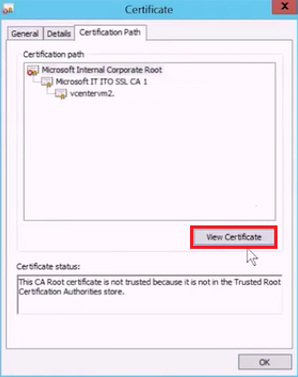 Certificate
x
General Details Certification Path
Certification path
Microsoft Internal Corporate Root
Microsoft IT ITO SSL CA 1
vcentervm2.
View Certificate
Certificate status:
This CA Root certificate is not trusted because it is not in the Trusted Root
Certification Authorities store.
OK